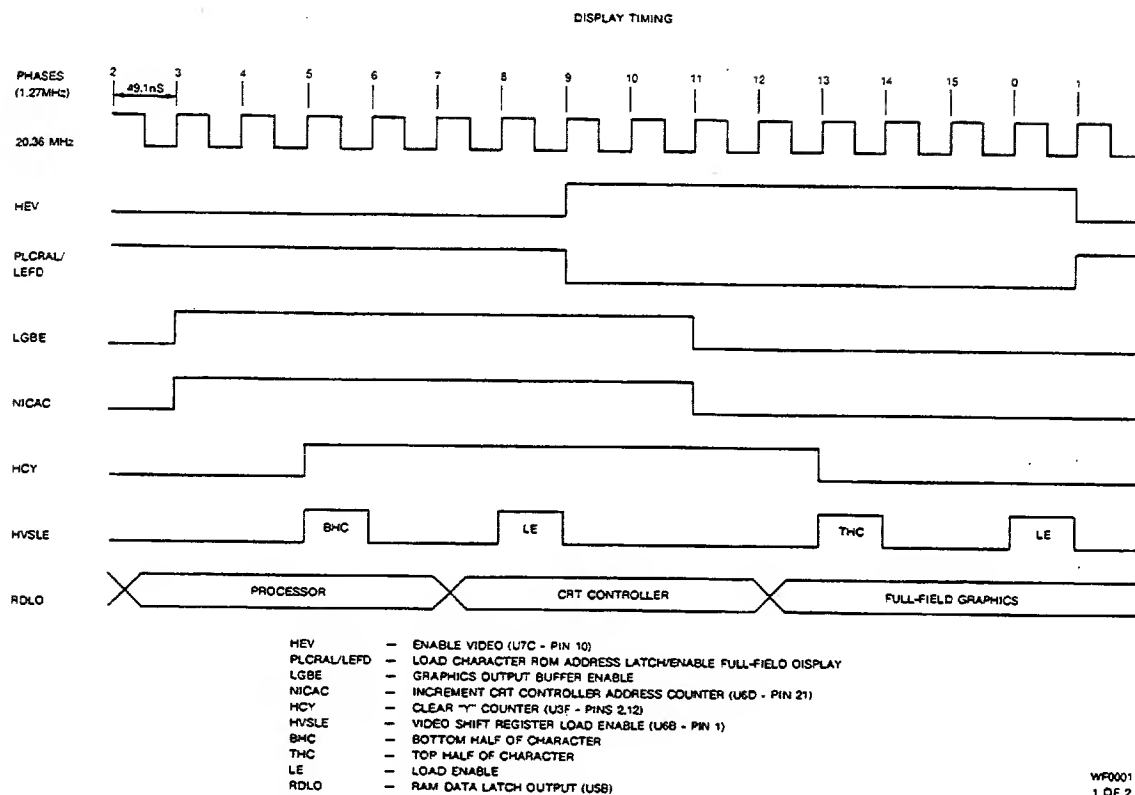 DISPLAY TIMING
PHASES
(1.27MHz)
2 3 4 5 6 7 8 9 10 11 12 13 14 15 0 1
49.1nS
20.36 MHz
HEV
PLCRAL/
LEFD
LGBE
NICAC
HCY
HVSLE
BHC LE THC LE
RDLO
PROCESSOR CRT CONTROLLER FULL-FIELD GRAPHICS
HEV — ENABLE VIDEO (U7C - PIN 10)
PLCRAL/LEFD — LOAD CHARACTER ROM ADDRESS LATCH/ENABLE FULL-FIELD DISPLAY
LGBE — GRAPHICS OUTPUT BUFFER ENABLE
NICAC — INCREMENT CRT CONTROLLER ADDRESS COUNTER (U6D - PIN 21)
HCY — CLEAR "Y" COUNTER (U3F - PINS 2,12)
HVSLE — VIDEO SHIFT REGISTER LOAD ENABLE (U6B - PIN 1)
BHC — BOTTOM HALF OF CHARACTER
THC — TOP HALF OF CHARACTER
LE — LOAD ENABLE
RDLO — RAM DATA LATCH OUTPUT (U5B)
WF0001
1 OF 2